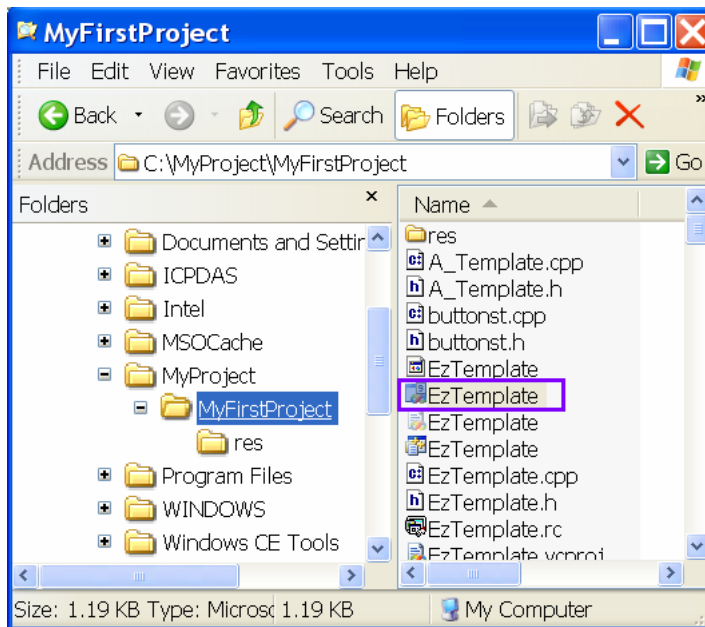 MyFirstProject
File Edit View Favorites Tools Help
Back Search Folders »
Address C:\MyProject\MyFirstProject Go
Folders × Name
Documents and Settir
ICPDAS
Intel
MSOCache
MyProject
MyFirstProject
res
Program Files
WINDOWS
Windows CE Tools
res
A_Template.cpp
A_Template.h
buttonst.cpp
buttonst.h
EzTemplate
EzTemplate
EzTemplate
EzTemplate
EzTemplate.cpp
EzTemplate.h
EzTemplate.rc
EzTemplate.vcproj
Size: 1.19 KB Type: Microsc 1.19 KB My Computer